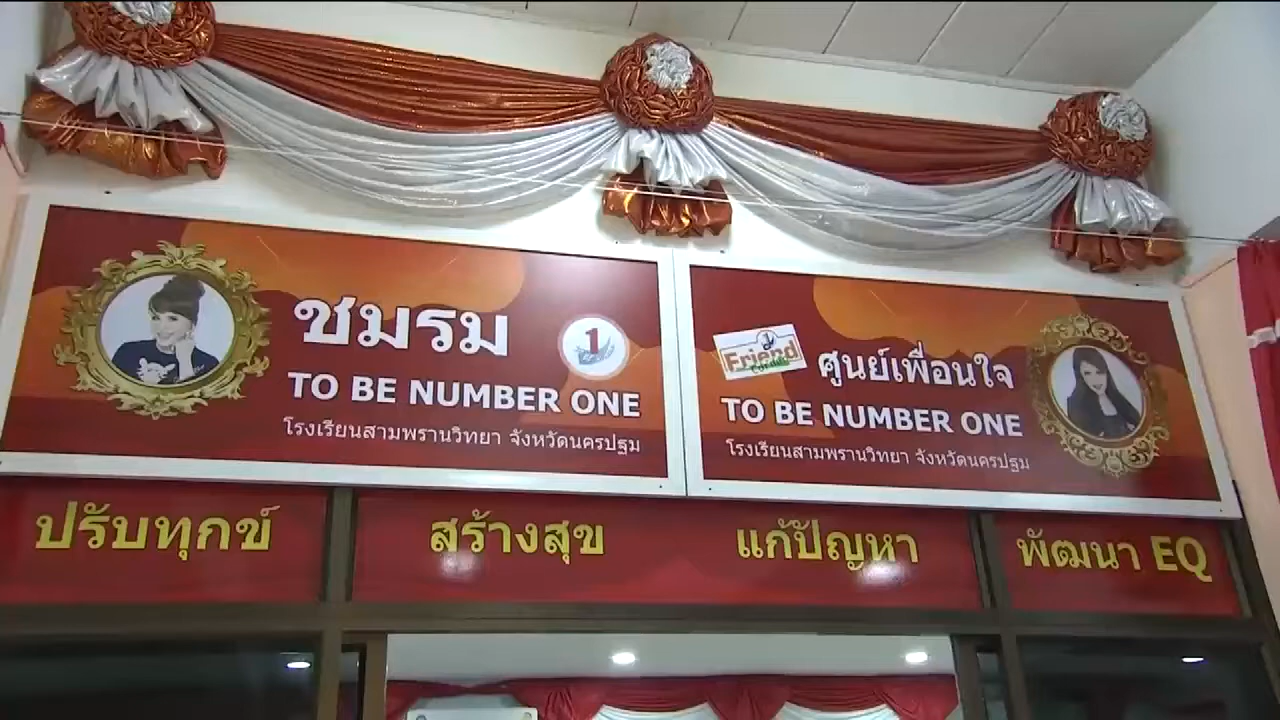 ชมรม
1
TO BE NUMBER ONE
โรงเรียนสามพรานวิทยา จังหวัดนครปฐม
Friend
Corner
ศูนย์เพื่อนใจ
TO BE NUMBER ONE
โรงเรียนสามพรานวิทยา จังหวัดนครปฐม
ปรับทุกข์
สร้างสุข
แก้ปัญหา
พัฒนา EQ